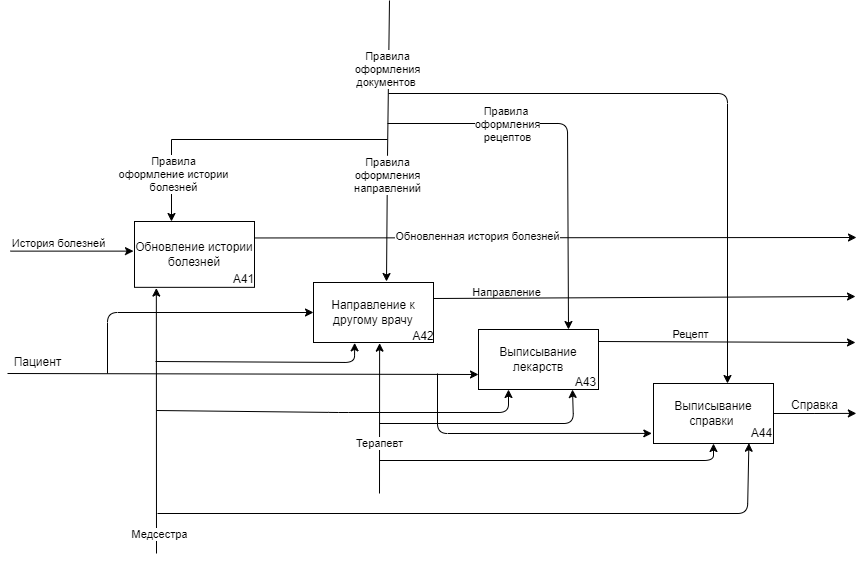 Правила
оформления
документов
Правила
оформления
рецептов
Правила
оформление истории
болезней
Правила
оформления
направлений
История болезней
Обновление истории
болезней
A41
Обновленная история болезней
Направление к
другому врачу
A42
Направление
Пациент
Выписывание
лекарств
A43
Рецепт
Выписывание
справки
A44
Справка
Терапевт
Медсестра